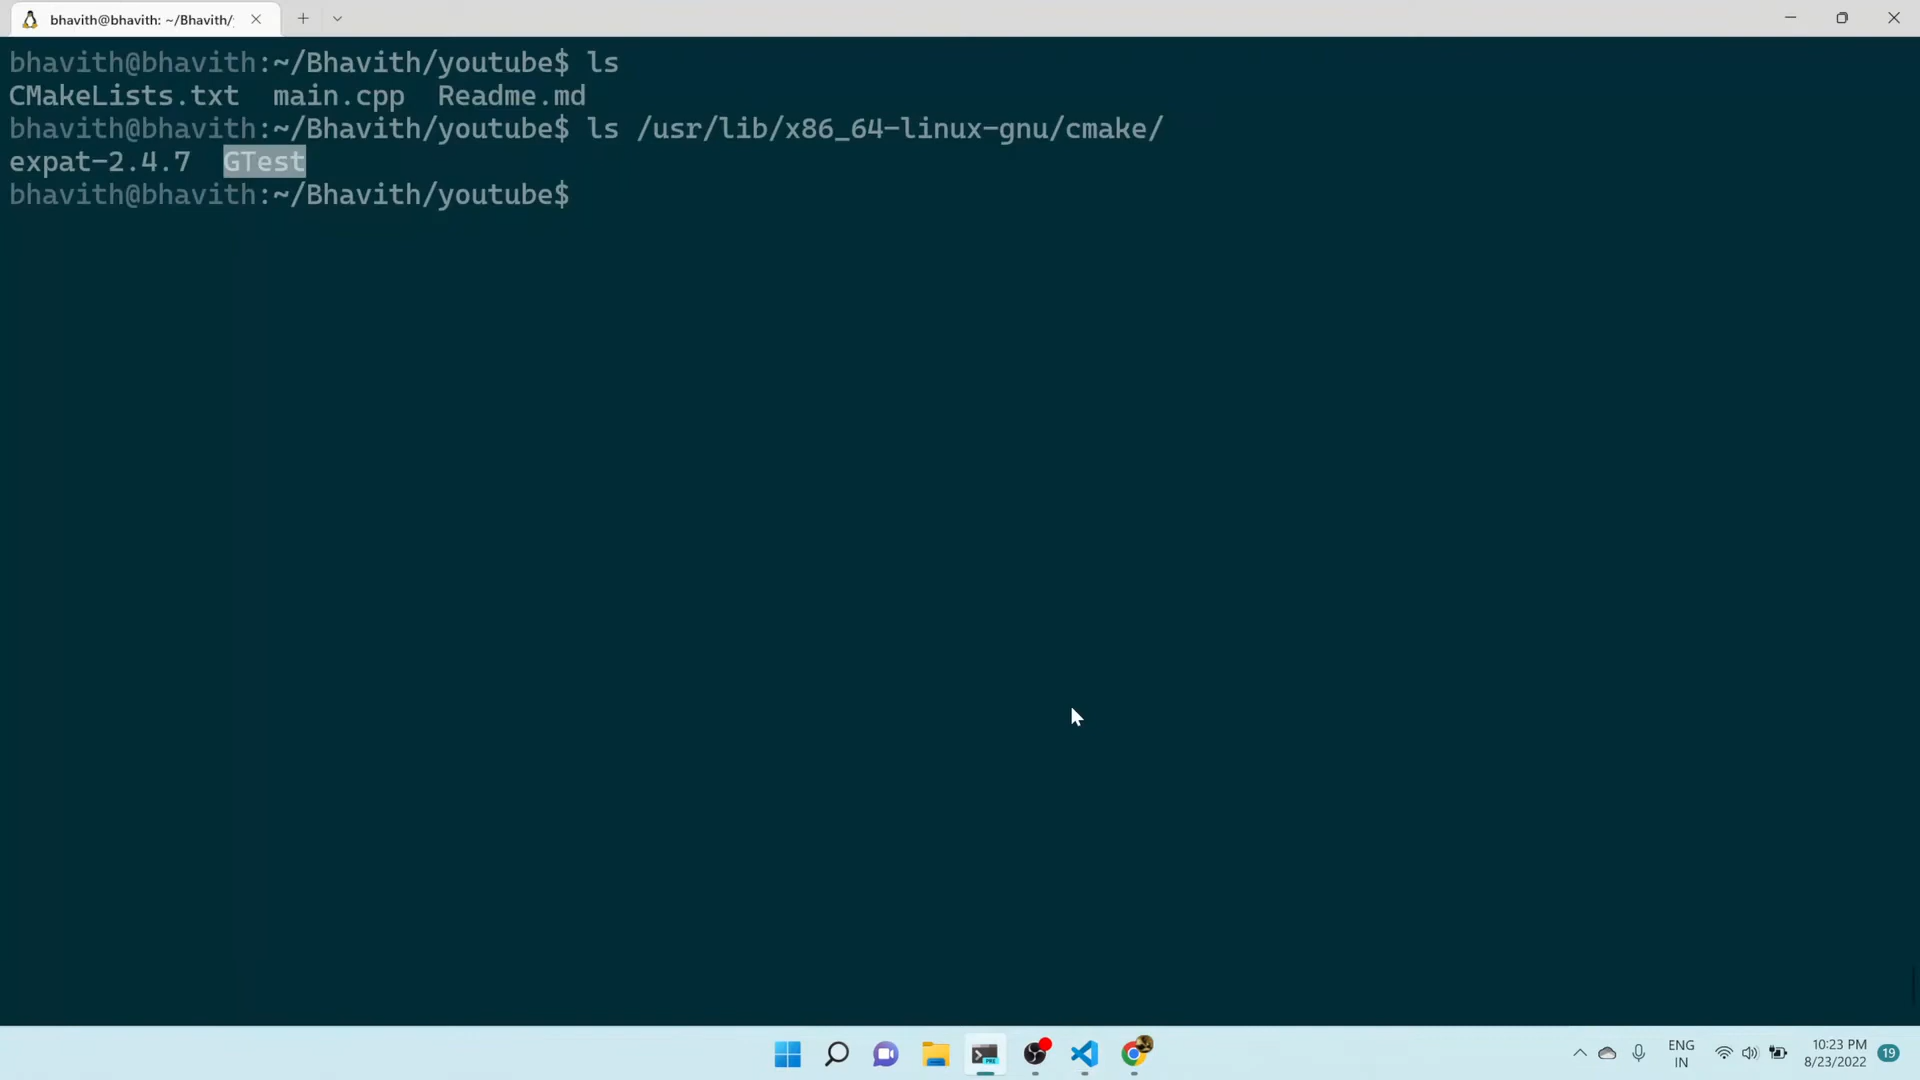 bhavith@bhavith: ~/Bhavith/
bhavith@bhavith:~/Bhavith/youtube$ ls
CMakeLists.txt  main.cpp  Readme.md
bhavith@bhavith:~/Bhavith/youtube$ ls /usr/lib/x86_64-linux-gnu/cmake/
expat-2.4.7  GTest
bhavith@bhavith:~/Bhavith/youtube$
PRE
ENG
IN
10:23 PM
8/23/2022
19